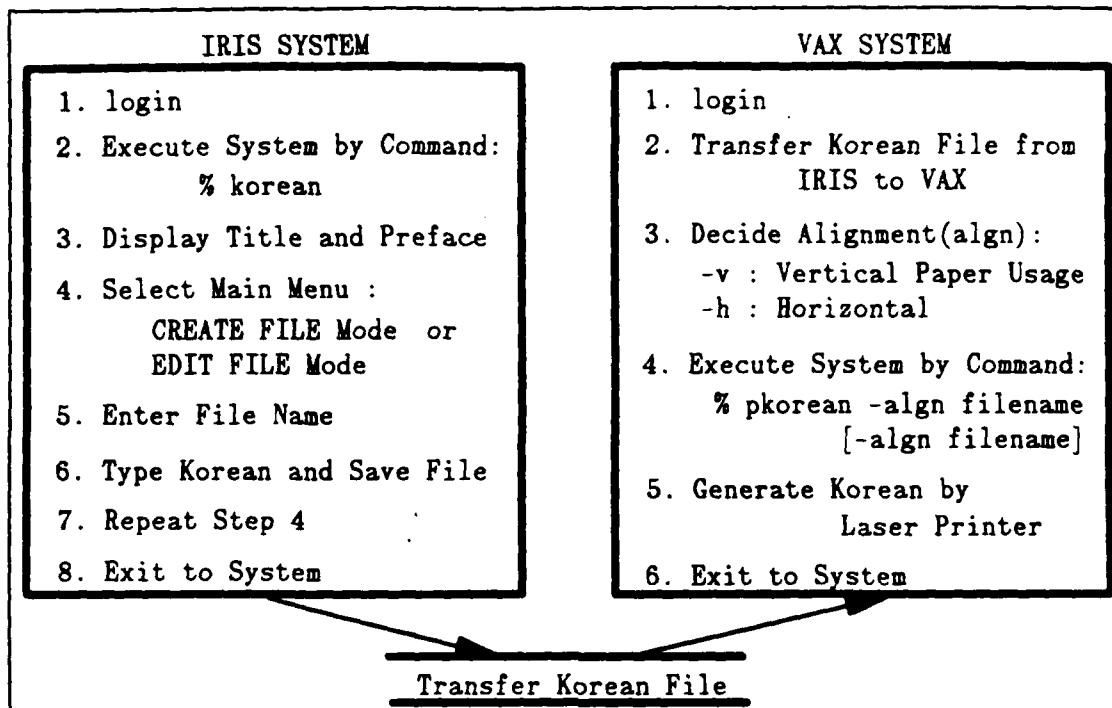 IRIS SYSTEM
1. login
2. Execute System by Command:
% korean
3. Display Title and Preface
4. Select Main Menu :
CREATE FILE Mode or
EDIT FILE Mode
5. Enter File Name
6. Type Korean and Save File
7. Repeat Step 4
8. Exit to System
VAX SYSTEM
1. login
2. Transfer Korean File from
IRIS to VAX
3. Decide Alignment(algn):
-v : Vertical Paper Usage
-h : Horizontal
4. Execute System by Command:
% pkorean -algn filename
[-algn filename]
5. Generate Korean by
Laser Printer
6. Exit to System
Transfer Korean File